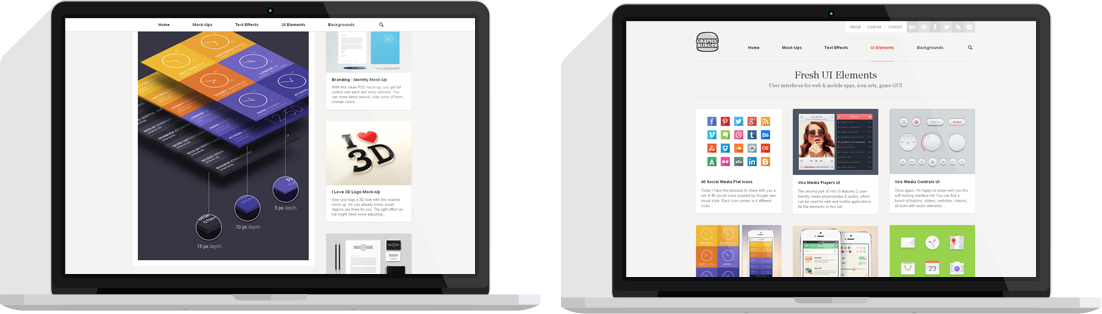 Home Mock-Ups Text Effects UI Elements Backgrounds
Branding - Identity Mock-Up
With this clean PSD mock-up, you get full
control over each and every element. You
can move items around, hide some of them,
change colors...
I ♥ 3D
I Love 3D Logo Mock-Up
Give your logo a 3D look with this realistic
mock up. As you already know, small
objects are these for you. The light effect on
top might need some adjusting...
5 px depth
10 px depth
15 px depth
About License Contact
GRAPHIC
BURGER
Home Mock-Ups Text Effects UI Elements Backgrounds
Fresh UI Elements
User interfaces for web & mobile apps, icon sets, game GUI
40 Social Media Flat Icons
Today I have the pleasure to share with you a
set of 40 social icons inspired by Google new
visual style. Each icon comes in 6 different
sizes
Vire Media Players UI
The second part of Vire UI features 2 user-
friendly media players(video & audio), which
can be used for web and mobile applications.
All the elements in this set
Vire Media Controls UI
Once again, I'm happy to share with you this
soft looking interface kit! You can find a
bunch of buttons, sliders, switches, checks,
all build with vector elements
23